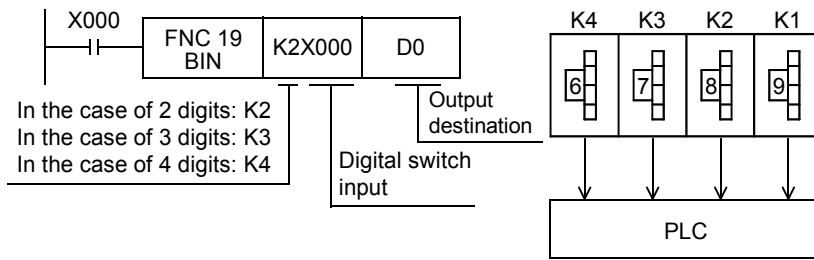 X000
FNC 19
BIN
K2X000
D0
In the case of 2 digits: K2
In the case of 3 digits: K3
In the case of 4 digits: K4
Output
destination
Digital switch
input
K4 K3 K2 K1
6 7 8 9
PLC